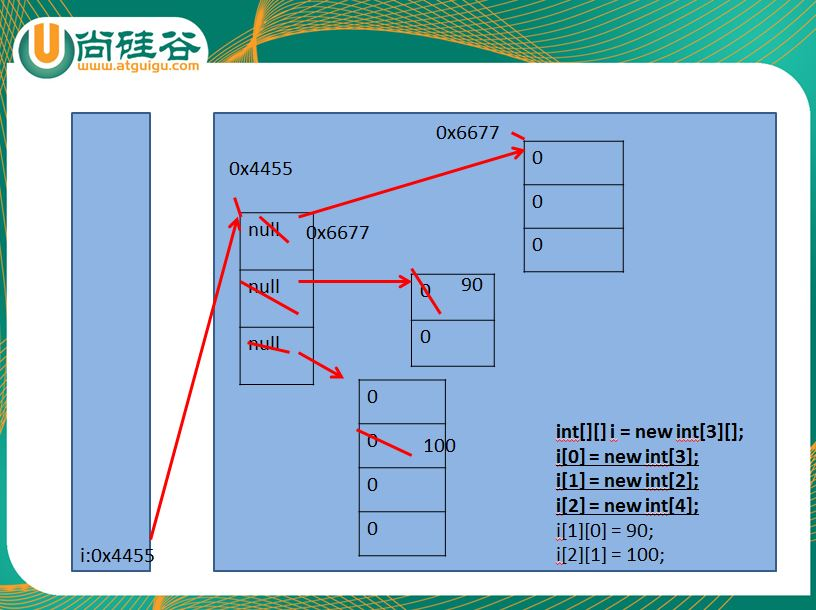 尚硅谷
www.atguigu.com
0x6677
0x4455
0
0
0
null
0x6677
null
null
0 90
0
0
0 100
0
0
int[][] i = new int[3][];
i[0] = new int[3];
i[1] = new int[2];
i[2] = new int[4];
i[1][0] = 90;
i[2][1] = 100;
i:0x4455